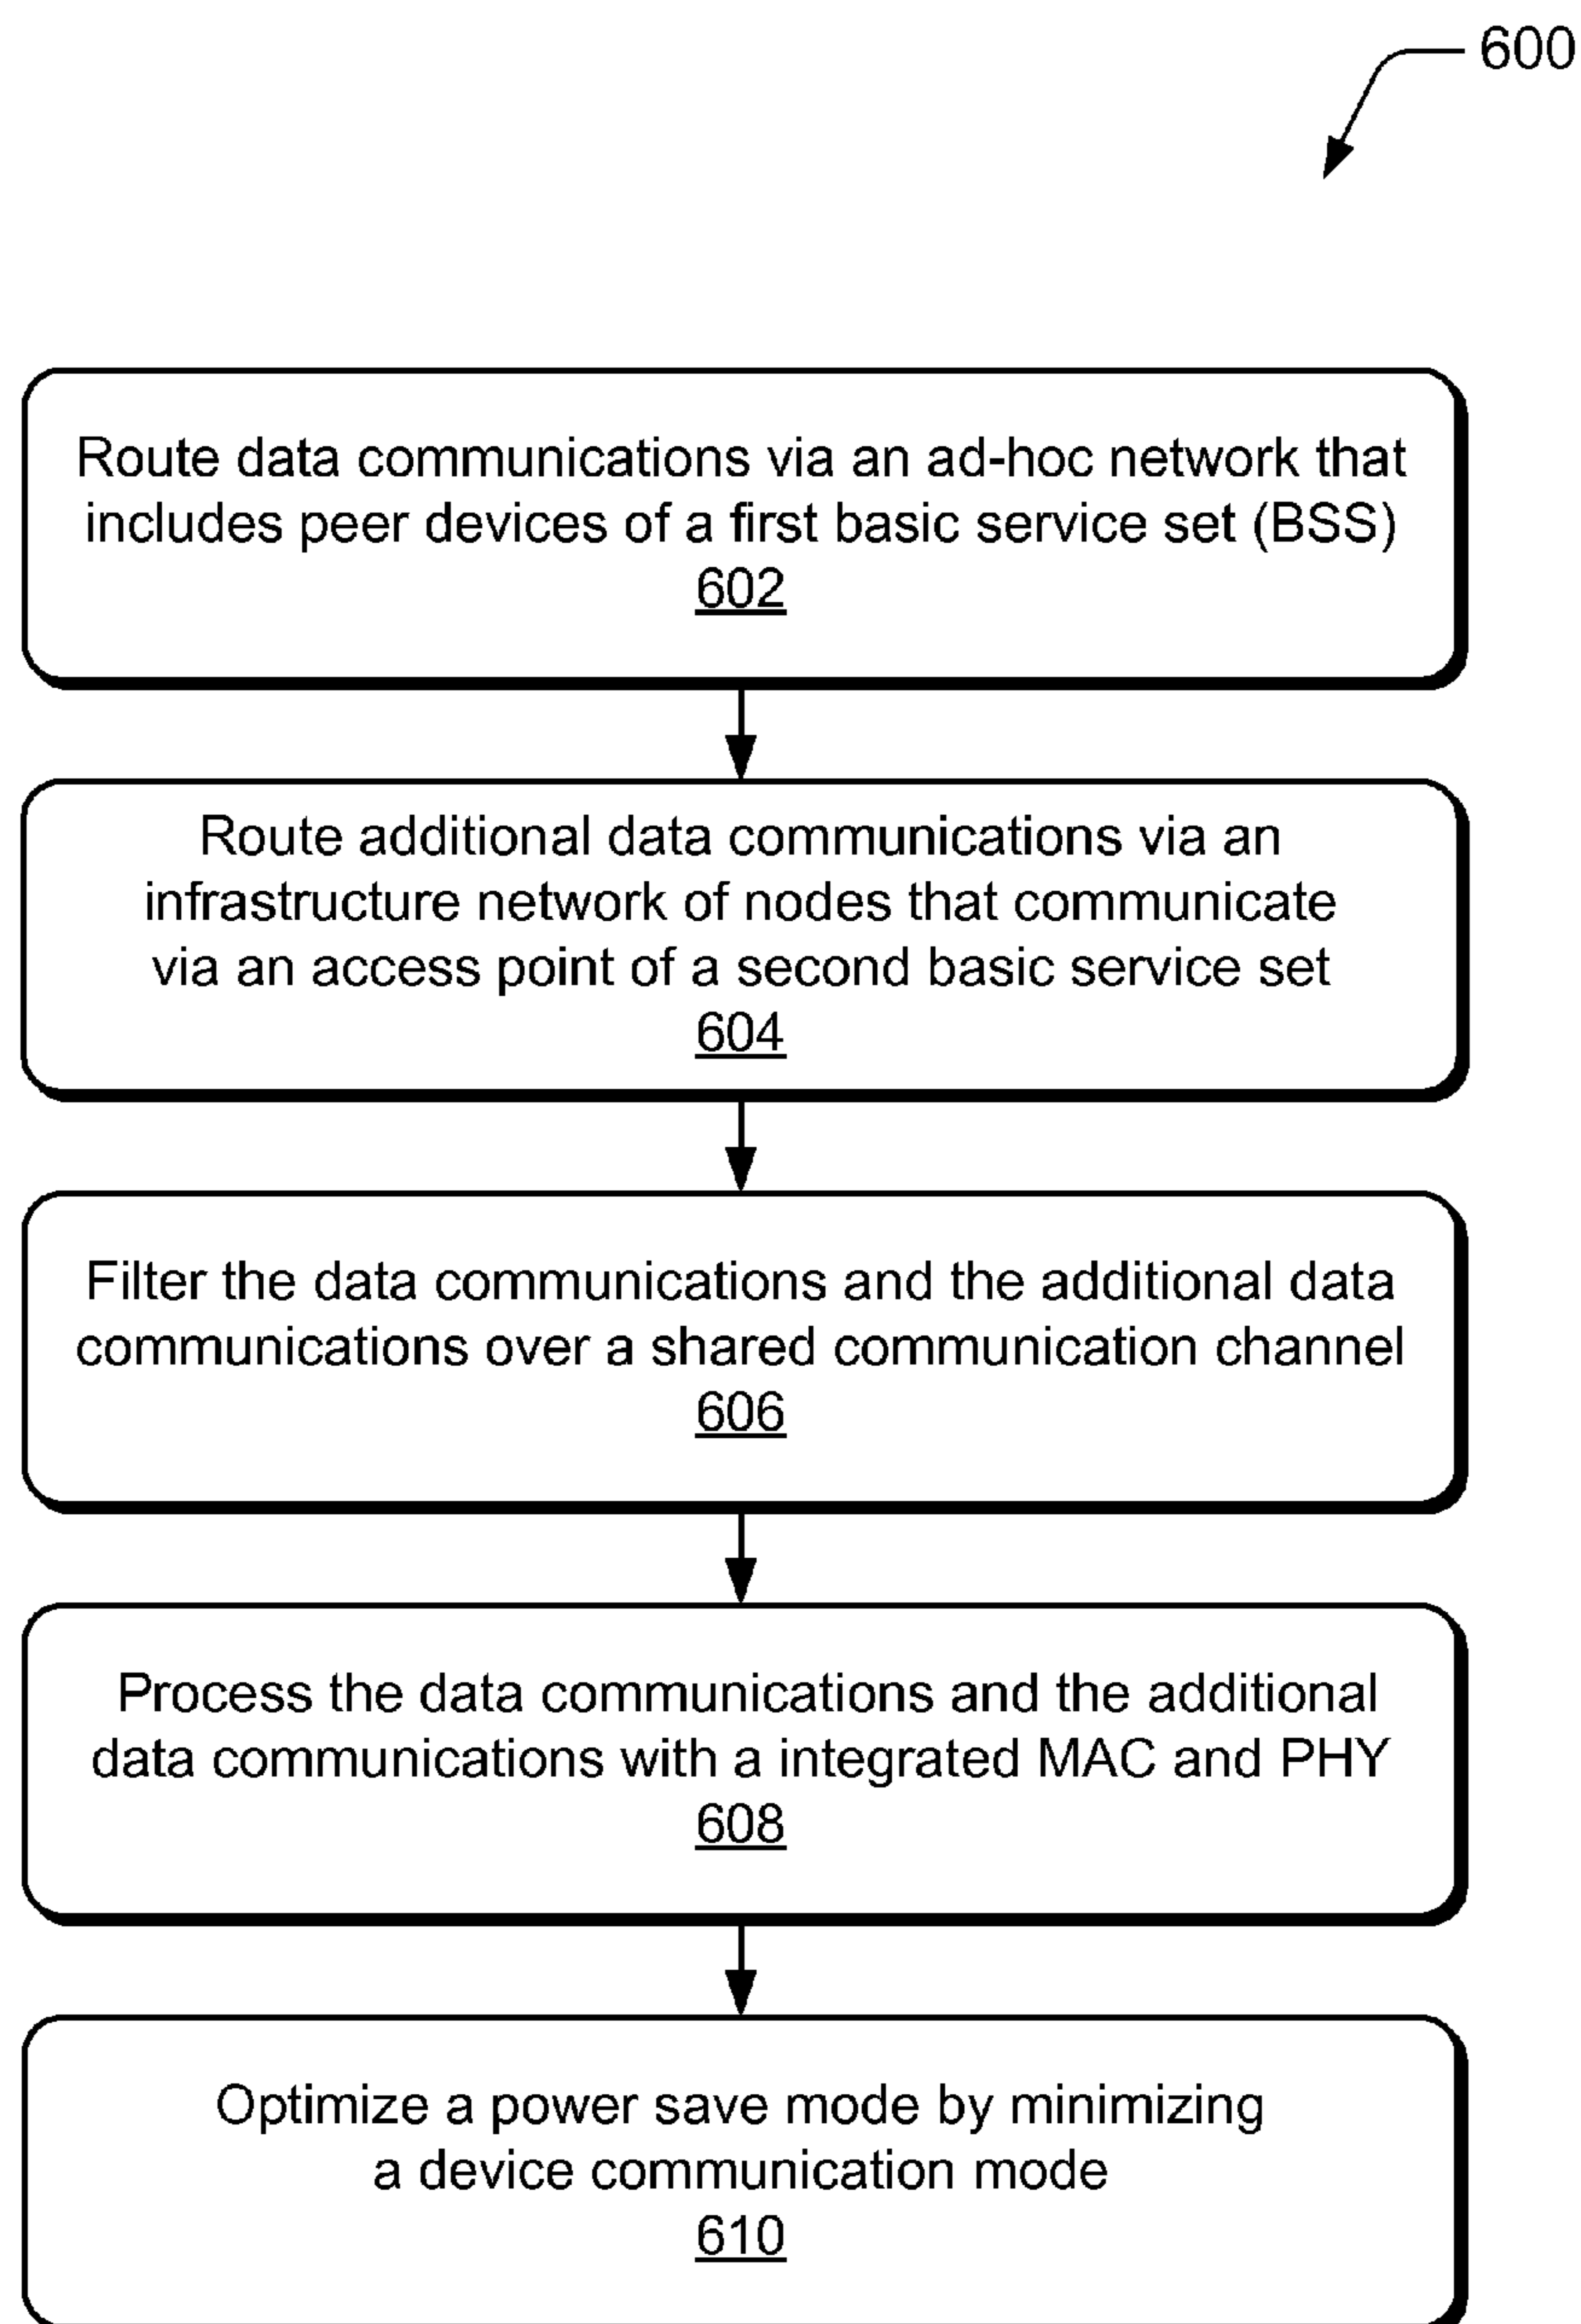 600
Route data communications via an ad-hoc network that
includes peer devices of a first basic service set (BSS)
602
Route additional data communications via an
infrastructure network of nodes that communicate
via an access point of a second basic service set
604
Filter the data communications and the additional data
communications over a shared communication channel
606
Process the data communications and the additional
data communications with a integrated MAC and PHY
608
Optimize a power save mode by minimizing
a device communication mode
610